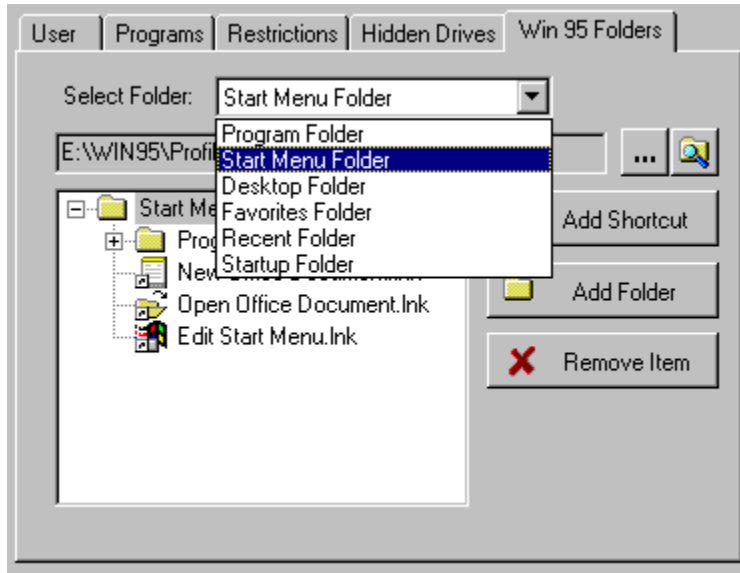 User Programs Restrictions Hidden Drives Win 95 Folders
Select Folder: Start Menu Folder
E:\WIN95\Profil
...
Program Folder
Start Menu Folder
Desktop Folder
Favorites Folder
Recent Folder
Startup Folder
Start Me
Prog
New
Open Office Document.lnk
Edit Start Menu.lnk
Add Shortcut
Add Folder
Remove Item